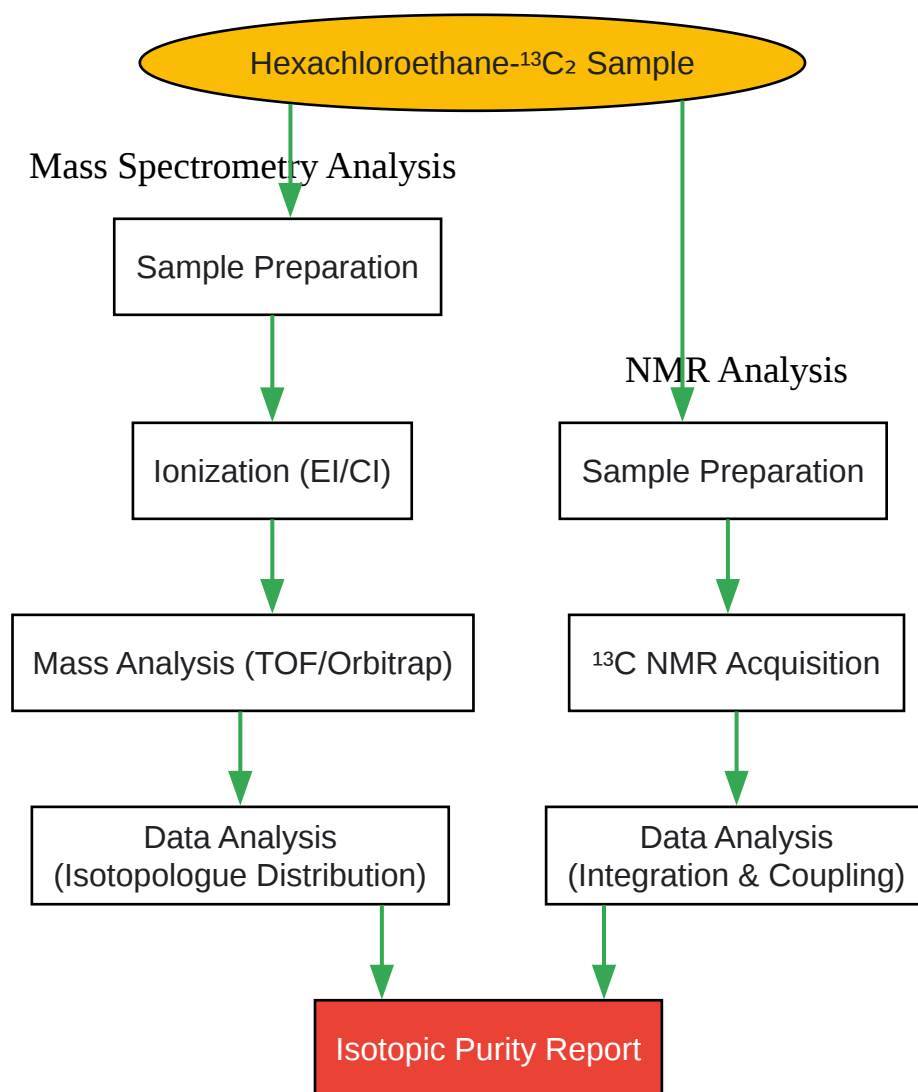 Hexachloroethane-¹³C₂ Sample
Mass Spectrometry Analysis
Sample Preparation
Ionization (EI/CI)
Mass Analysis (TOF/Orbitrap)
Data Analysis
(Isotopologue Distribution)
NMR Analysis
Sample Preparation
¹³C NMR Acquisition
Data Analysis
(Integration & Coupling)
Isotopic Purity Report